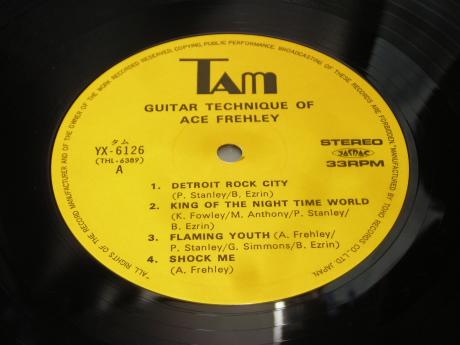 "ALL RIGHTS OF THE RECORD MANUFACTURER AND OF THE OWNER OF THE WORK RECORDED RESERVED. COPYING, PUBLIC PERFORMANCE, BROADCASTING OF THESE RECORDS ARE FORBIDDEN." MANUFACTURED BY TOHO RECORDS CO., LTD. JAPAN.
TAM
GUITAR TECHNIQUE OF
ACE FREHLEY
タム
YX-6126
(THL-6389)
A
STEREO
JASRAC
33RPM
1. DETROIT ROCK CITY
(P. Stanley/B. Ezrin)
2. KING OF THE NIGHT TIME WORLD
(K. Fowley/M. Anthony/P. Stanley/
B. Ezrin)
3. FLAMING YOUTH (A. Frehley/
P. Stanley/G. Simmons/B. Ezrin)
4. SHOCK ME
(A. Frehley)